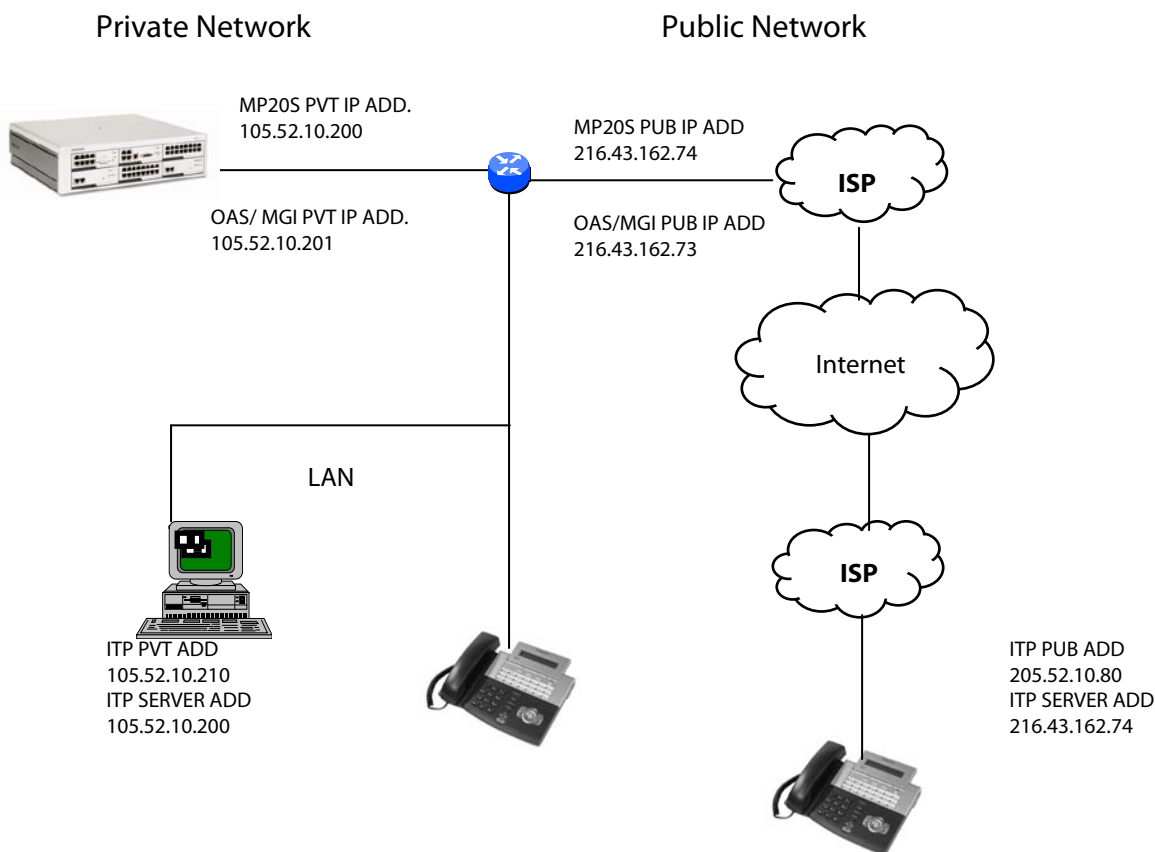 Private Network
Public Network
MP20S PVT IP ADD.
105.52.10.200
MP20S PUB IP ADD
216.43.162.74
ISP
OAS/ MGI PVT IP ADD.
105.52.10.201
OAS/MGI PUB IP ADD
216.43.162.73
Internet
LAN
ISP
ITP PVT ADD
105.52.10.210
ITP SERVER ADD
105.52.10.200
ITP PUB ADD
205.52.10.80
ITP SERVER ADD
216.43.162.74